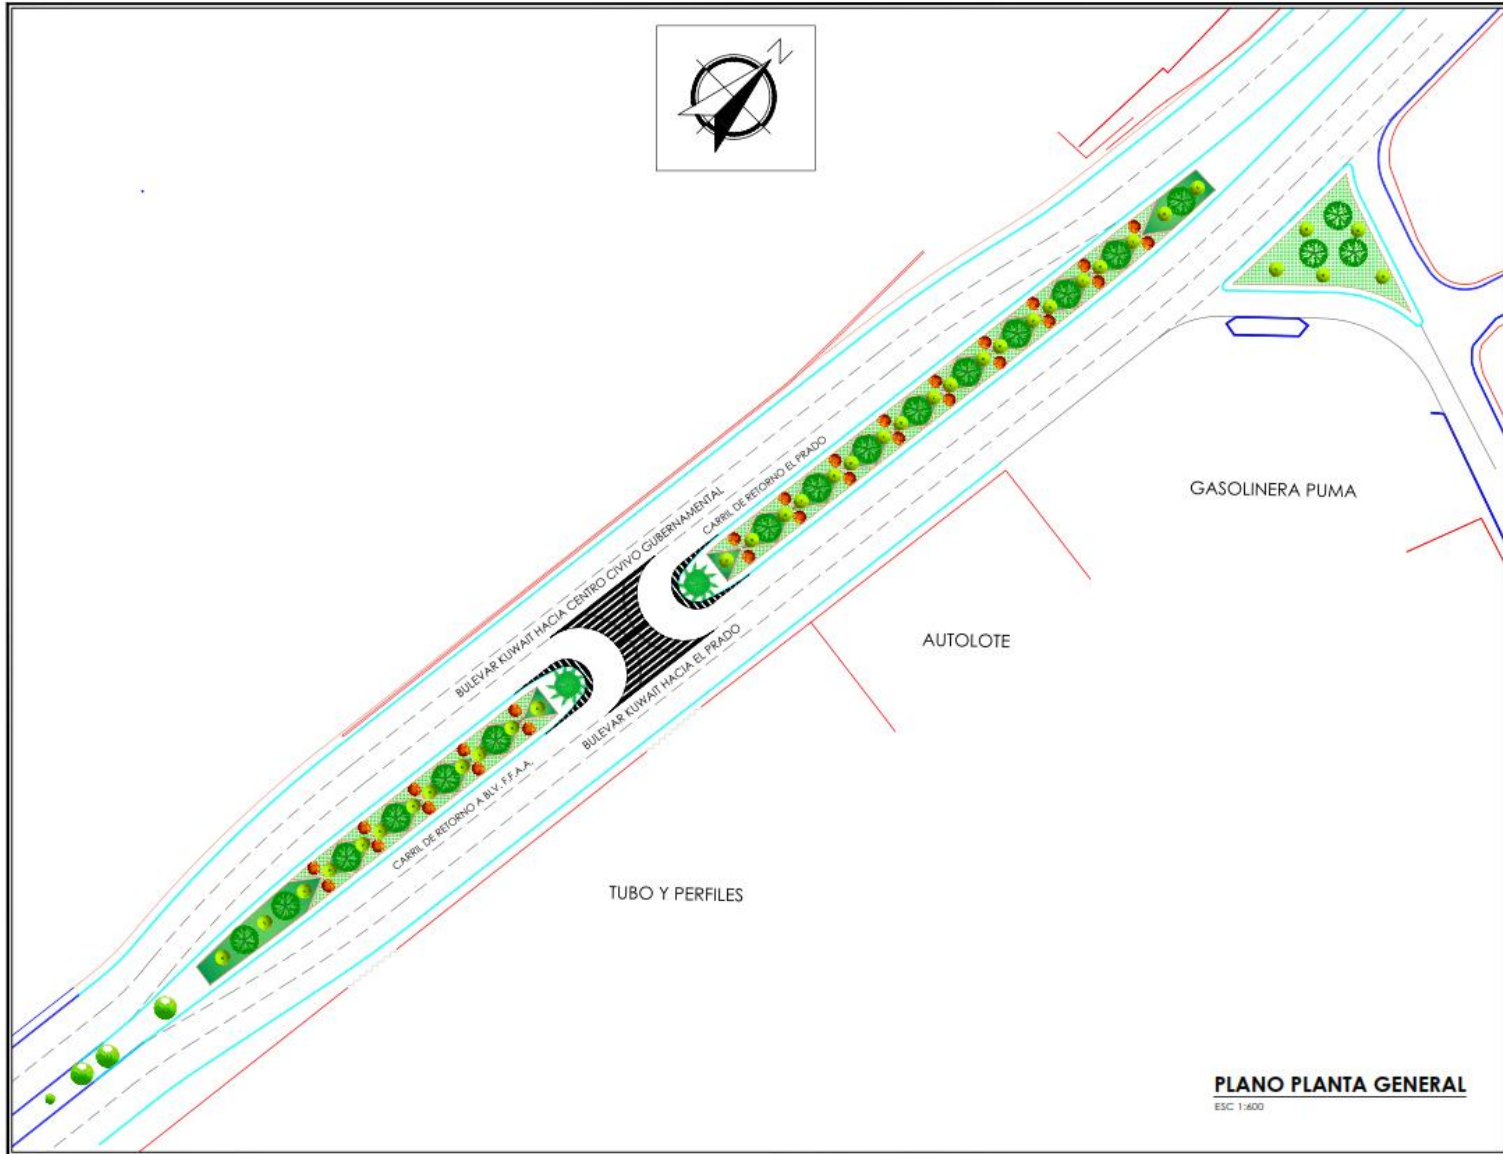 N
CARRIL DE RETORNO EL PRADO
BULEVAR KUWAIT HACIA CENTRO CIVIVO GUBERNAMENTAL
GASOLINERA PUMA
BULEVAR KUWAIT HACIA EL PRADO
AUTOLOTE
CARRIL DE RETORNO A BLV. F.F.A.A.
TUBO Y PERFILES
PLANO PLANTA GENERAL
ESC 1:600